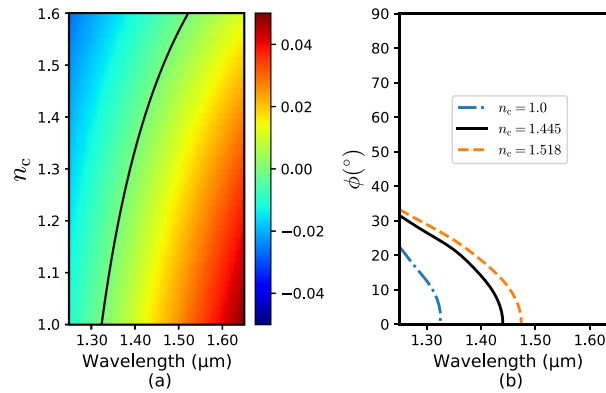 1.6
1.5
1.4
1.3
1.2
1.1
1.0
n_c
1.30 1.40 1.50 1.60
Wavelength (μm)
(a)
0.04
0.02
0.00
−0.02
−0.04
90
80
70
60
50
40
30
20
10
0
ϕ(°)
n_c = 1.0
n_c = 1.445
n_c = 1.518
1.30 1.40 1.50 1.60
Wavelength (μm)
(b)